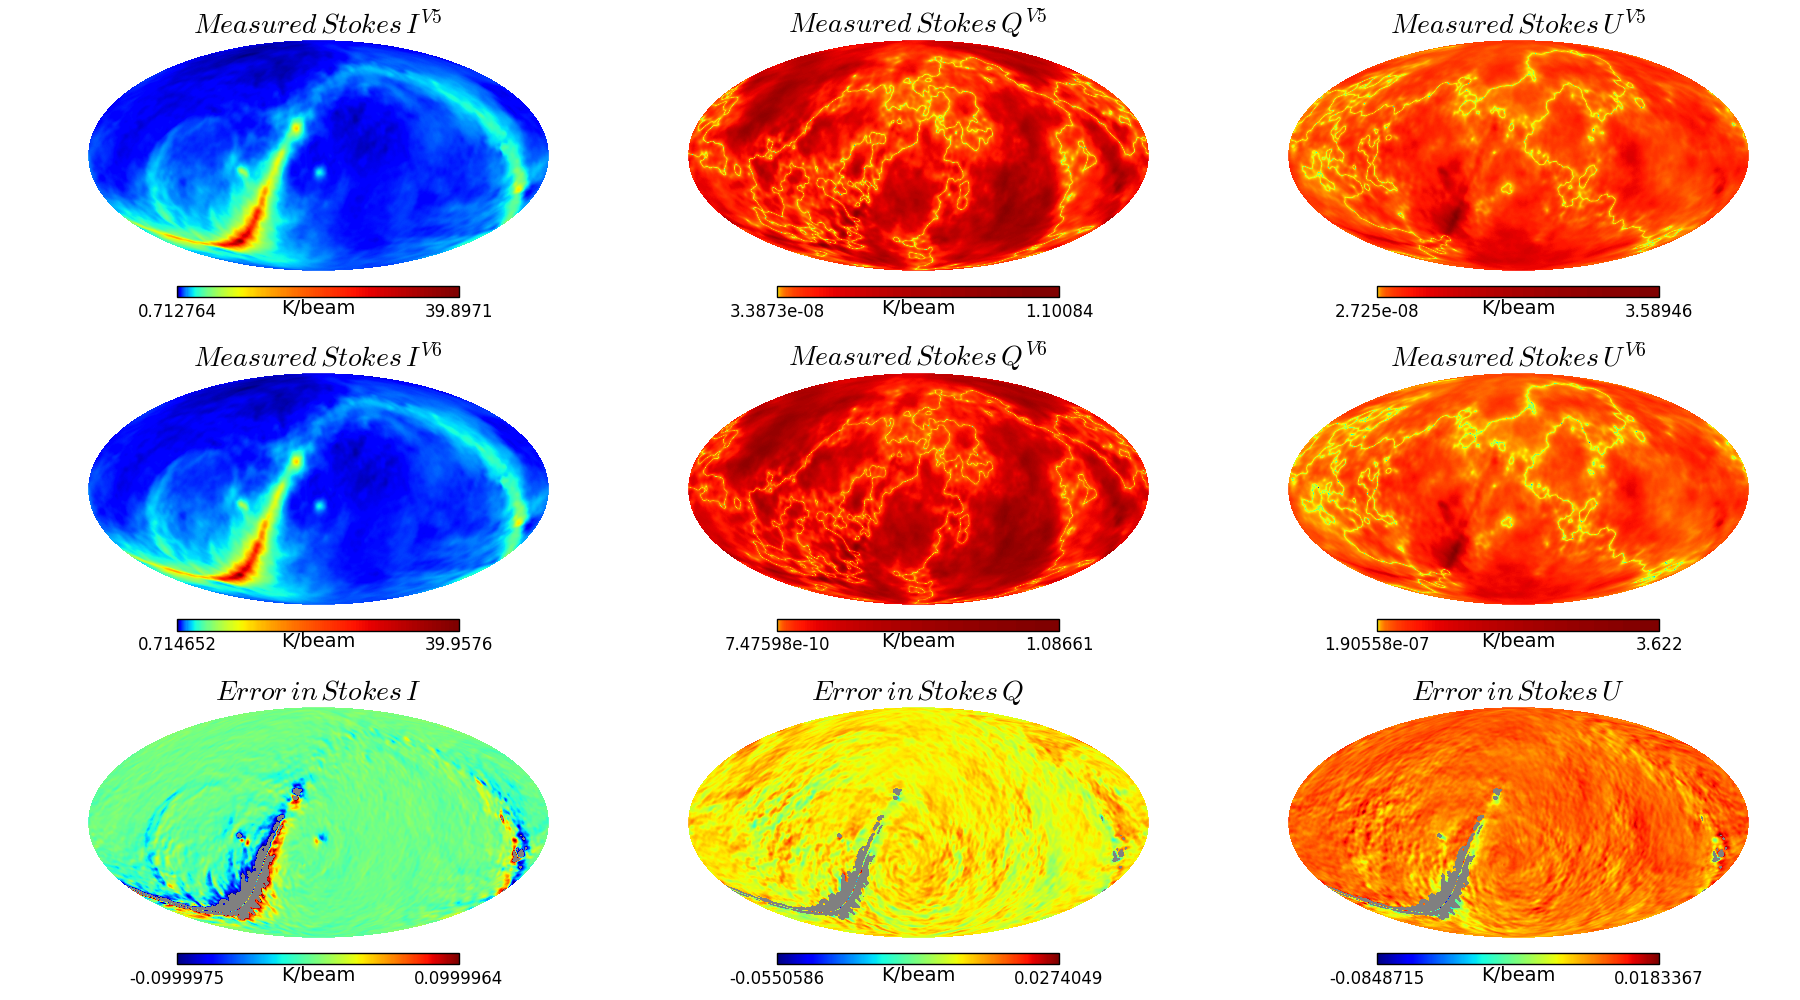 Measured Stokes I^V5
Measured Stokes Q^V5
Measured Stokes U^V5
0.712764 K/beam 39.8971
3.3873e-08 K/beam 1.10084
2.725e-08 K/beam 3.58946
Measured Stokes I^V6
Measured Stokes Q^V6
Measured Stokes U^V6
0.714652 K/beam 39.9576
7.47598e-10 K/beam 1.08661
1.90558e-07 K/beam 3.622
Error in Stokes I
Error in Stokes Q
Error in Stokes U
-0.0999975 K/beam 0.0999964
-0.0550586 K/beam 0.0274049
-0.0848715 K/beam 0.0183367